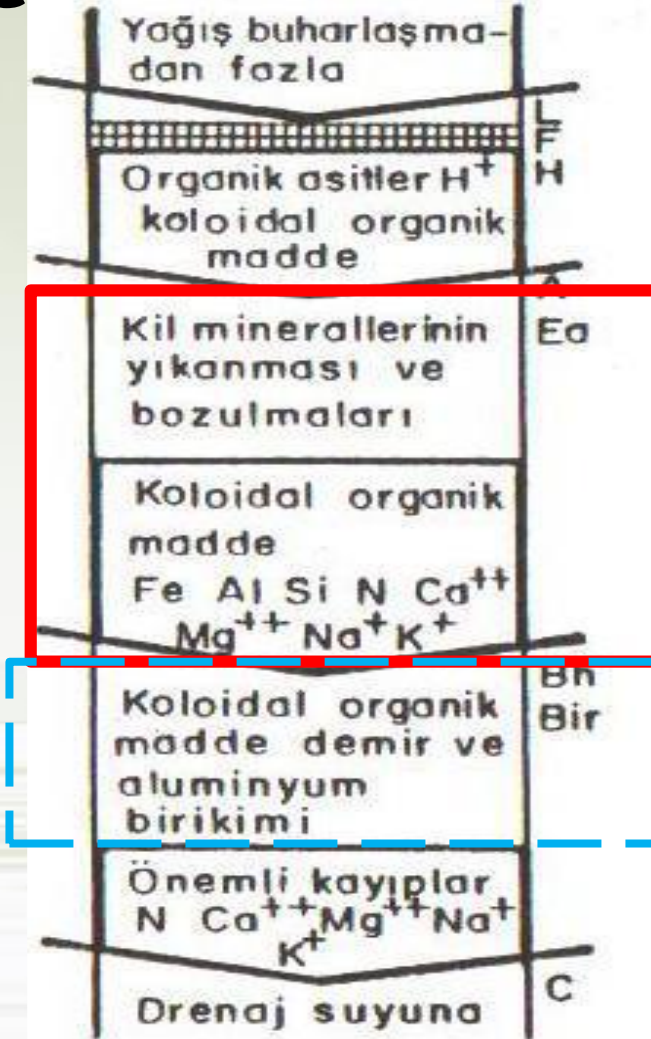 Yağış buharlaşma-
dan fazla
L
F
H
Organik asitler H⁺
koloidal organik
madde
A
Ea
Kil minerallerinin
yıkanması ve
bozulmaları
Koloidal organik
madde
Fe Al Si N Ca⁺⁺
Mg⁺⁺ Na⁺ K⁺
Bh
Bir
Koloidal organik
madde demir ve
aluminyum
birikimi
Önemli kayıplar
N Ca⁺⁺ Mg⁺⁺ Na⁺
K⁺
C
Drenaj suyuna